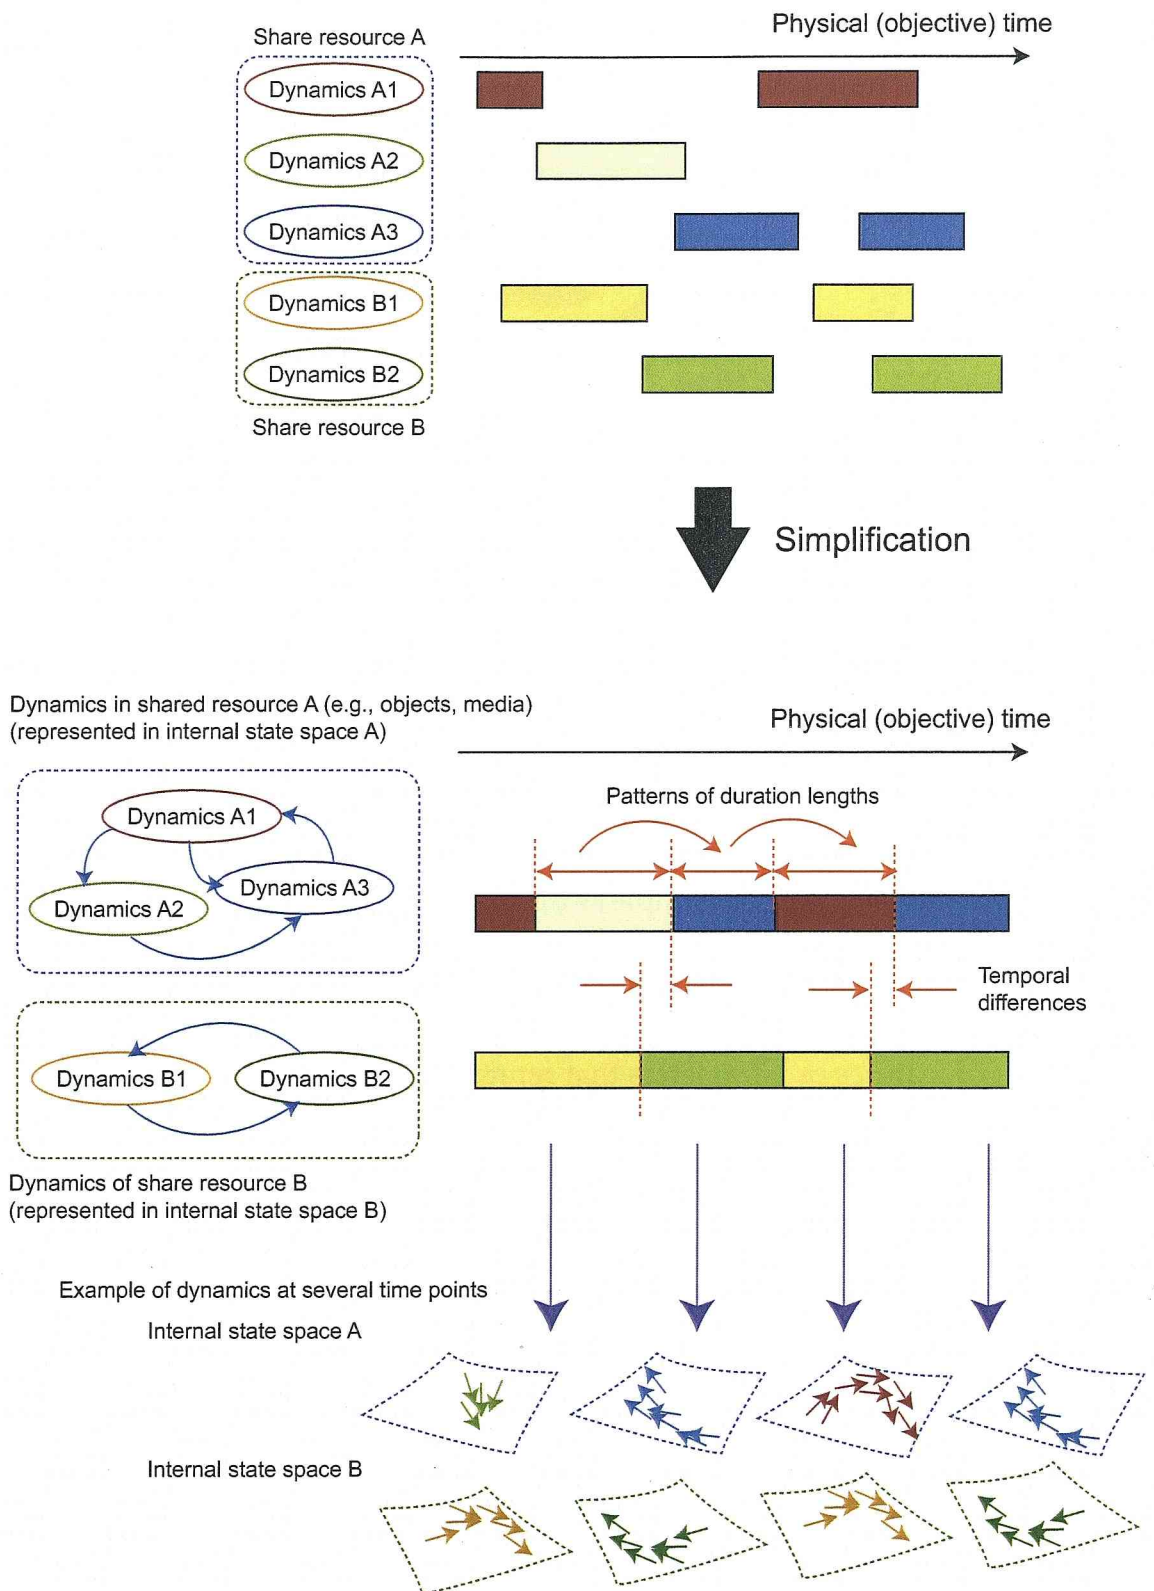 Physical (objective) time
Share resource A
Dynamics A1
Dynamics A2
Dynamics A3
Dynamics B1
Dynamics B2
Share resource B
Simplification
Dynamics in shared resource A (e.g., objects, media)
(represented in internal state space A)
Physical (objective) time
Patterns of duration lengths
Dynamics A1
Dynamics A3
Dynamics A2
Temporal
differences
Dynamics B1
Dynamics B2
Dynamics of share resource B
(represented in internal state space B)
Example of dynamics at several time points
Internal state space A
Internal state space B